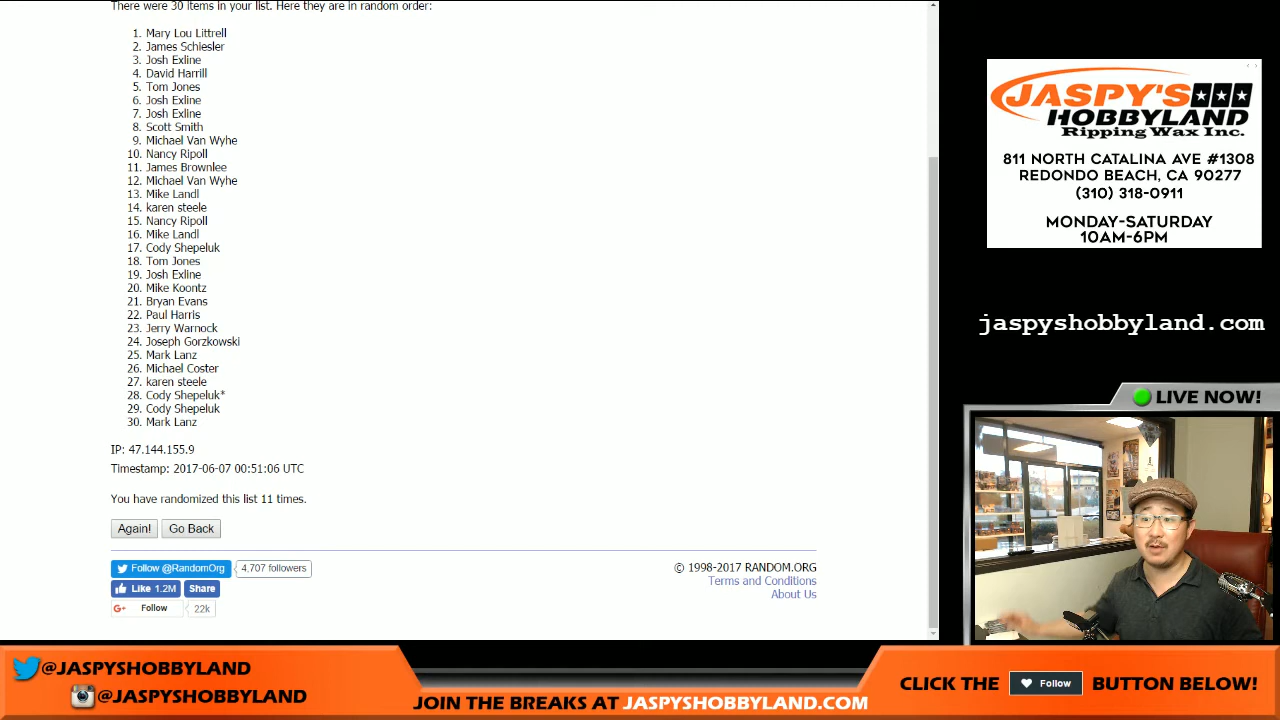 There were 30 items in your list. Here they are in random order:
1. Mary Lou Littrell
2. James Schiesler
3. Josh Exline
4. David Harrill
5. Tom Jones
6. Josh Exline
7. Josh Exline
8. Scott Smith
9. Michael Van Wyhe
10. Nancy Ripoll
11. James Brownlee
12. Michael Van Wyhe
13. Mike Landl
14. karen steele
15. Nancy Ripoll
16. Mike Landl
17. Cody Shepeluk
18. Tom Jones
19. Josh Exline
20. Mike Koontz
21. Bryan Evans
22. Paul Harris
23. Jerry Warnock
24. Joseph Gorzkowski
25. Mark Lanz
26. Michael Coster
27. karen steele
28. Cody Shepeluk*
29. Cody Shepeluk
30. Mark Lanz
IP: 47.144.155.9
Timestamp: 2017-06-07 00:51:06 UTC
You have randomized this list 11 times.
Again! Go Back
Follow @RandomOrg 4,707 followers
Like 1.2M Share
G+ Follow 22k
© 1998-2017 RANDOM.ORG
Terms and Conditions
About Us
JASPY'S
HOBBYLAND
Ripping Wax Inc.
811 NORTH CATALINA AVE #1308
REDONDO BEACH, CA 90277
(310) 318-0911
MONDAY-SATURDAY
10AM-6PM
jaspyshobbyland.com
LIVE NOW!
@JASPYSHOBBYLAND
@JASPYSHOBBYLAND
JOIN THE BREAKS AT JASPYSHOBBYLAND.COM
CLICK THE Follow BUTTON BELOW!